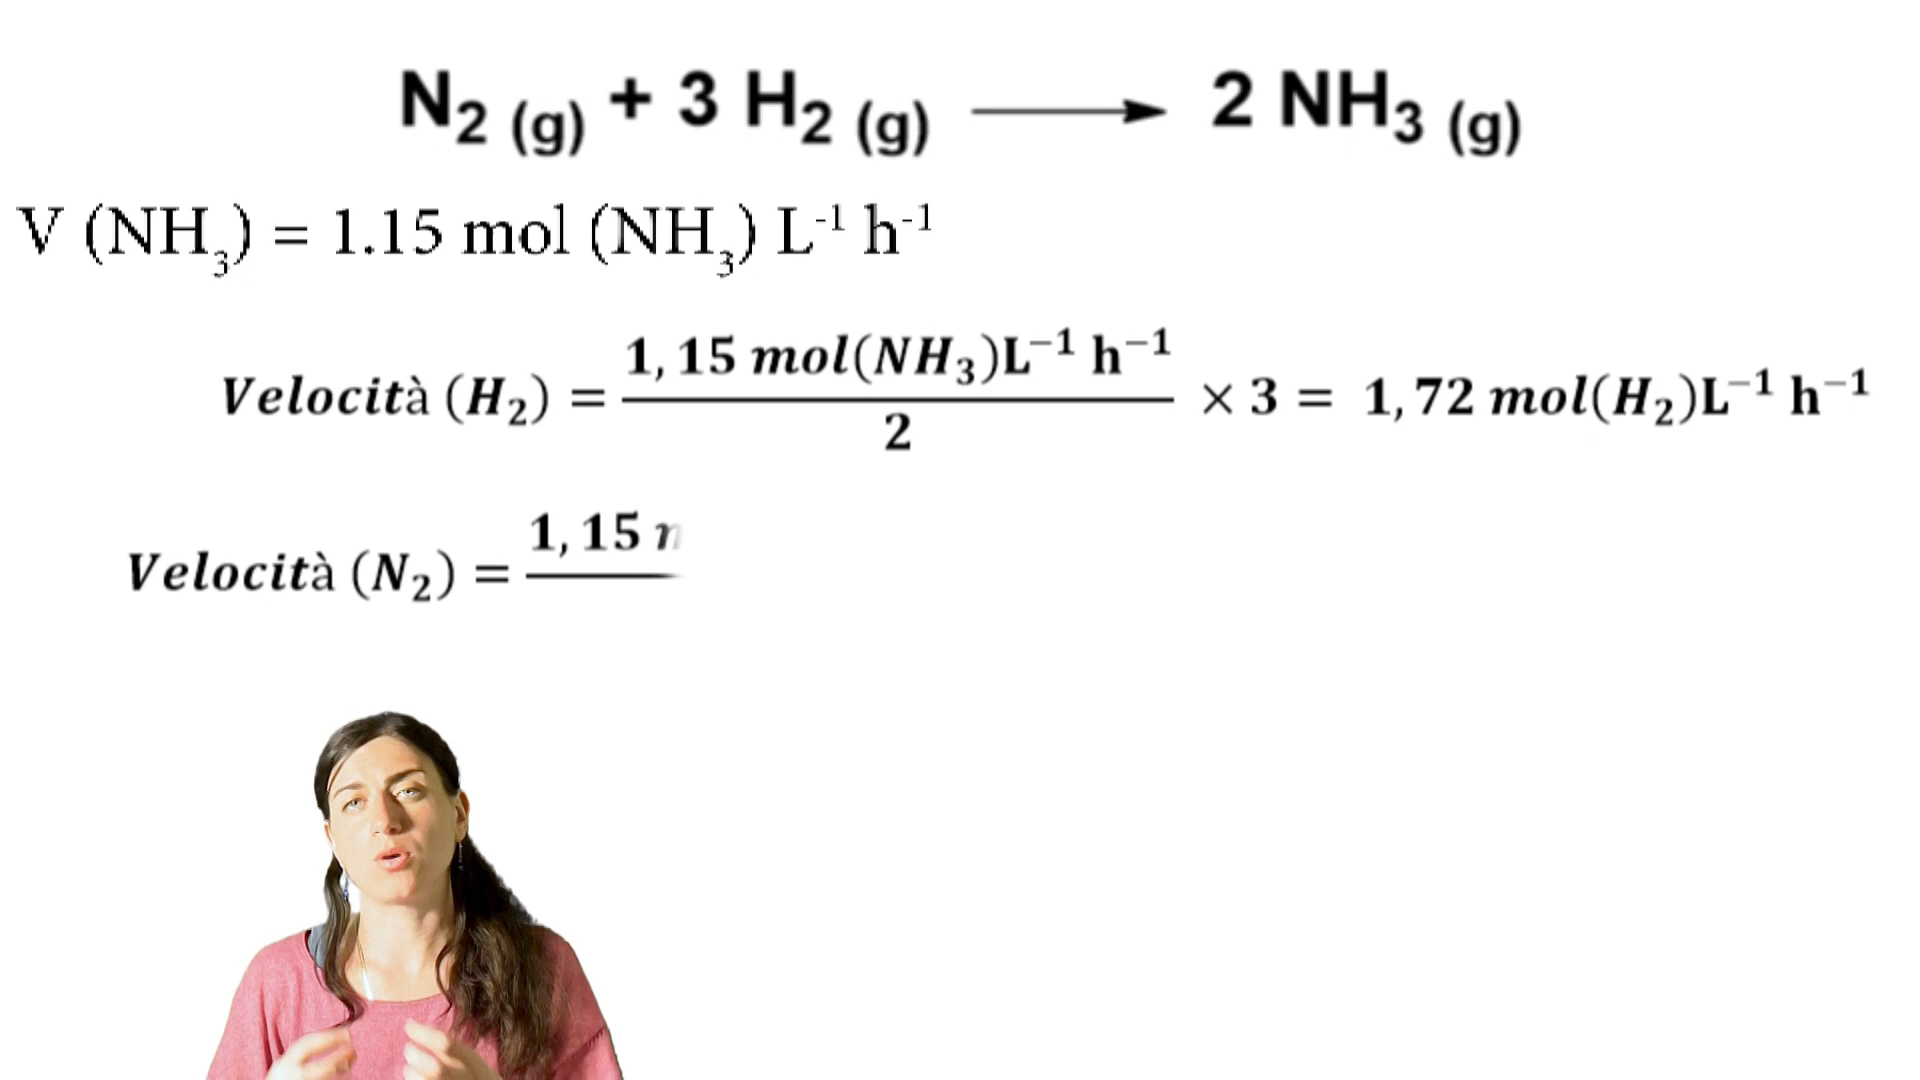 N₂ (g) + 3 H₂ (g) ⟶ 2 NH₃ (g)
V (NH₃) = 1.15 mol (NH₃) L⁻¹ h⁻¹
Velocità (H₂) = 1,15 mol(NH₃)L⁻¹ h⁻¹ / 2 × 3 = 1,72 mol(H₂)L⁻¹ h⁻¹
Velocità (N₂) = 1,15